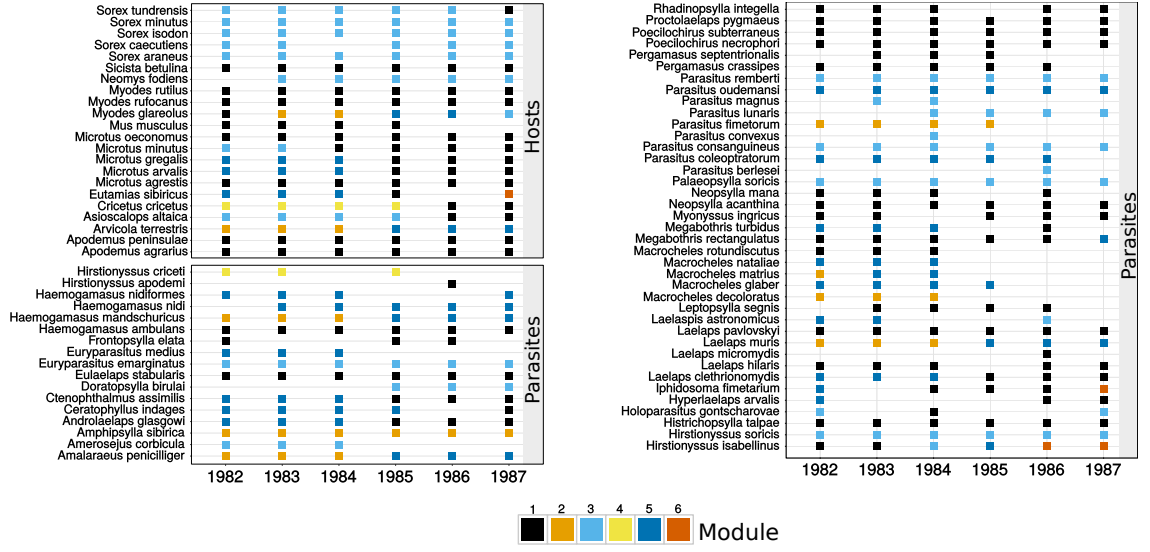 Sorex tundrensis
Sorex minutus
Sorex isodon
Sorex caecutiens
Sorex araneus
Sicista betulina
Neomys fodiens
Myodes rutilus
Myodes rufocanus
Myodes glareolus
Mus musculus
Microtus oeconomus
Microtus minutus
Microtus gregalis
Microtus arvalis
Microtus agrestis
Eutamias sibiricus
Cricetus cricetus
Asioscalops altaica
Arvicola terrestris
Apodemus peninsulae
Apodemus agrarius
Hosts
Hirstionyssus criceti
Hirstionyssus apodemi
Haemogamasus nidiformes
Haemogamasus nidi
Haemogamasus mandschuricus
Haemogamasus ambulans
Frontopsylla elata
Euryparasitus medius
Euryparasitus emarginatus
Eulaelaps stabularis
Doratopsylla birulai
Ctenophthalmus assimilis
Ceratophyllus indages
Androlaelaps glasgowi
Amphipsylla sibirica
Amerosejus corbicula
Amalaraeus penicilliger
Parasites
1982 1983 1984 1985 1986 1987
Rhadinopsylla integella
Proctolaelaps pygmaeus
Poecilochirus subterraneus
Poecilochirus necrophori
Pergamasus septentrionalis
Pergamasus crassipes
Parasitus remberti
Parasitus oudemansi
Parasitus magnus
Parasitus lunaris
Parasitus fimetorum
Parasitus convexus
Parasitus consanguineus
Parasitus coleoptratorum
Parasitus berlesei
Palaeopsylla soricis
Neopsylla mana
Neopsylla acanthina
Myonyssus ingricus
Megabothris turbidus
Megabothris rectangulatus
Macrocheles rotundiscutus
Macrocheles nataliae
Macrocheles matrius
Macrocheles glaber
Macrocheles decoloratus
Leptopsylla segnis
Laelaspis astronomicus
Laelaps pavlovskyi
Laelaps muris
Laelaps micromydis
Laelaps hilaris
Laelaps clethrionomydis
Iphidosoma fimetarium
Hyperlaelaps arvalis
Holoparasitus gontscharovae
Histrichopsylla talpae
Hirstionyssus soricis
Hirstionyssus isabellinus
Parasites
1982 1983 1984 1985 1986 1987
1 2 3 4 5 6
Module